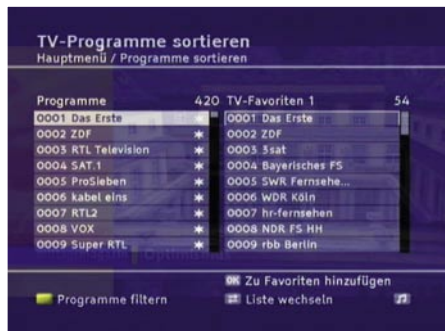 TV-Programme sortieren
Hauptmenü / Programme sortieren
Programme 420
0001 Das Erste
0002 ZDF
0003 RTL Television
0004 SAT.1
0005 ProSieben
0006 kabel eins
0007 RTL2
0008 VOX
0009 Super RTL
TV-Favoriten 1 54
0001 Das Erste
0002 ZDF
0003 3sat
0004 Bayerisches FS
0005 SWR Fernsehe...
0006 WDR Köln
0007 hr-fernsehen
0008 NDR FS HH
0009 rbb Berlin
OK Zu Favoriten hinzufügen
Programme filtern
Liste wechseln